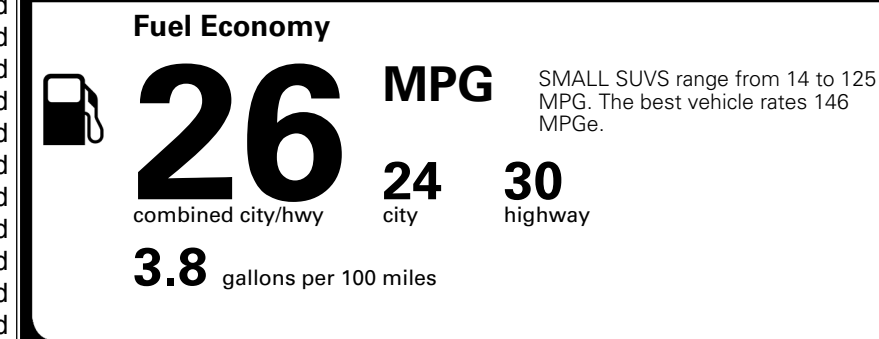 Fuel Economy
26
combined city/hwy
MPG
SMALL SUVS range from 14 to 125
MPG. The best vehicle rates 146
MPGe.
24
city
30
highway
3.8 gallons per 100 miles
d
d
d
d
d
d
d
d
d
d
d